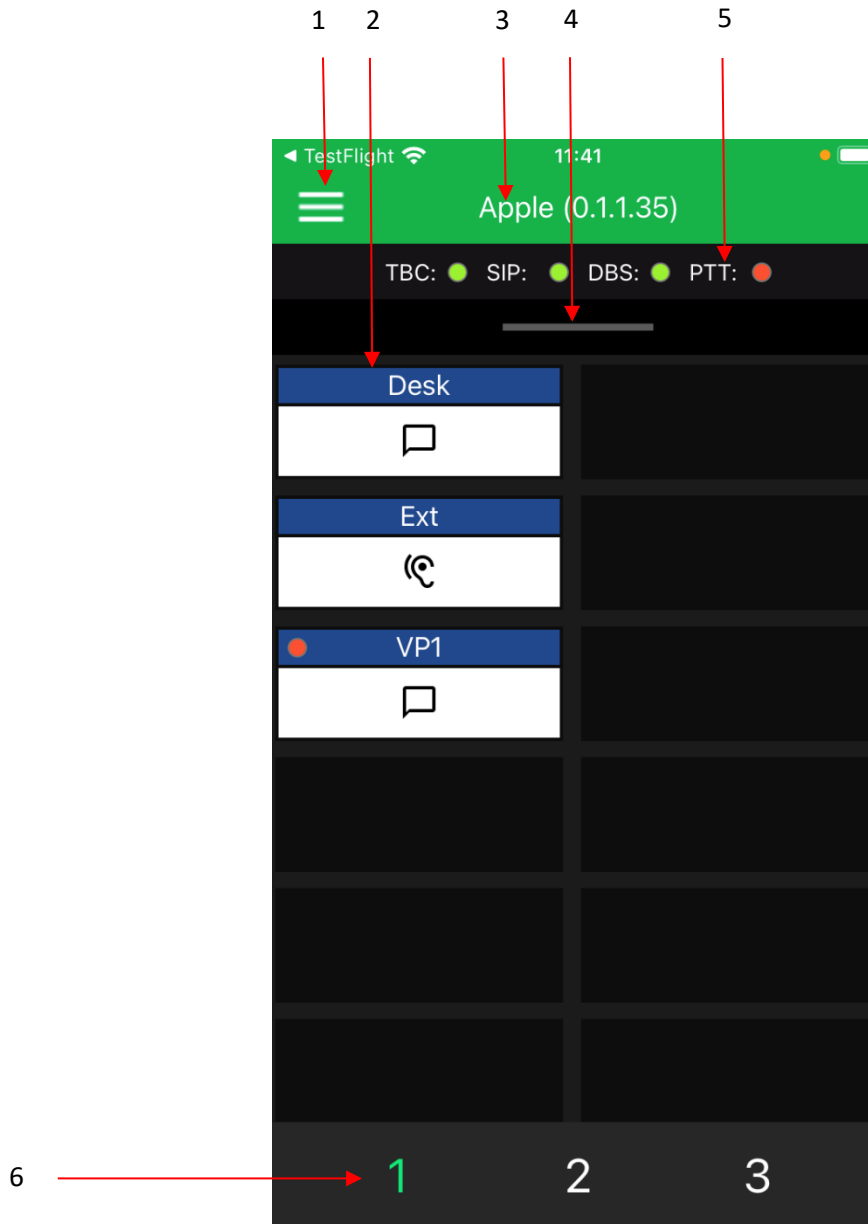 1 2 3 4 5
TestFlight 11:41
Apple (0.1.1.35)
TBC: SIP: DBS: PTT:
Desk
Ext
VP1
6 1 2 3